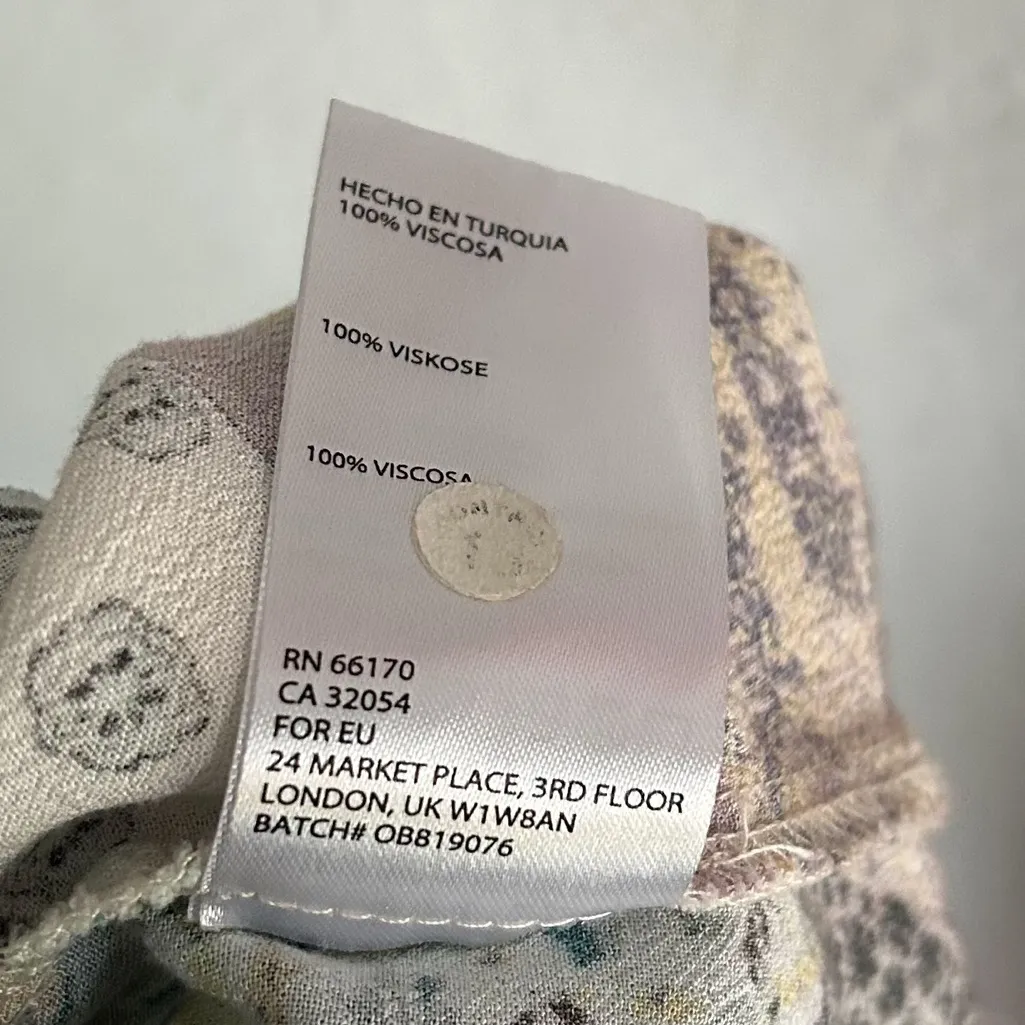 HECHO EN TURQUIA
100% VISCOSA
100% VISKOSE
100% VISCOSA
RN 66170
CA 32054
FOR EU
24 MARKET PLACE, 3RD FLOOR
LONDON, UK W1W8AN
BATCH# OB819076